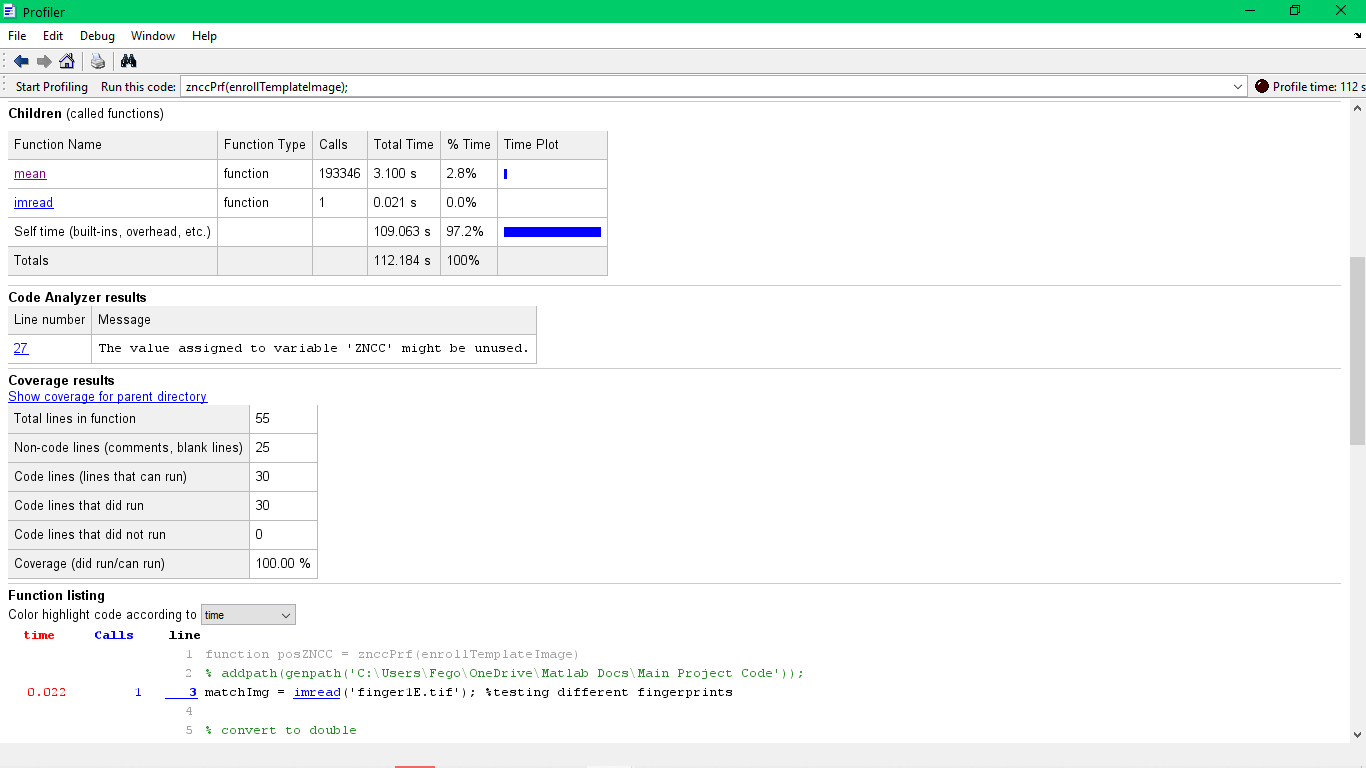 Profiler
File Edit Debug Window Help
Start Profiling Run this code: znccPrf(enrollTemplateImage); Profile time: 112 s
Children (called functions)
Function Name Function Type Calls Total Time % Time Time Plot
mean function 193346 3.100 s 2.8%
imread function 1 0.021 s 0.0%
Self time (built-ins, overhead, etc.) 109.063 s 97.2%
Totals 112.184 s 100%
Code Analyzer results
Line number Message
27 The value assigned to variable 'ZNCC' might be unused.
Coverage results
Show coverage for parent directory
Total lines in function 55
Non-code lines (comments, blank lines) 25
Code lines (lines that can run) 30
Code lines that did run 30
Code lines that did not run 0
Coverage (did run/can run) 100.00 %
Function listing
Color highlight code according to time
time Calls line
1 function posZNCC = znccPrf(enrollTemplateImage)
2 % addpath(genpath('C:\Users\Fego\OneDrive\Matlab Docs\Main Project Code'));
0.022 1 3 matchImg = imread('finger1E.tif'); %testing different fingerprints
4
5 % convert to double